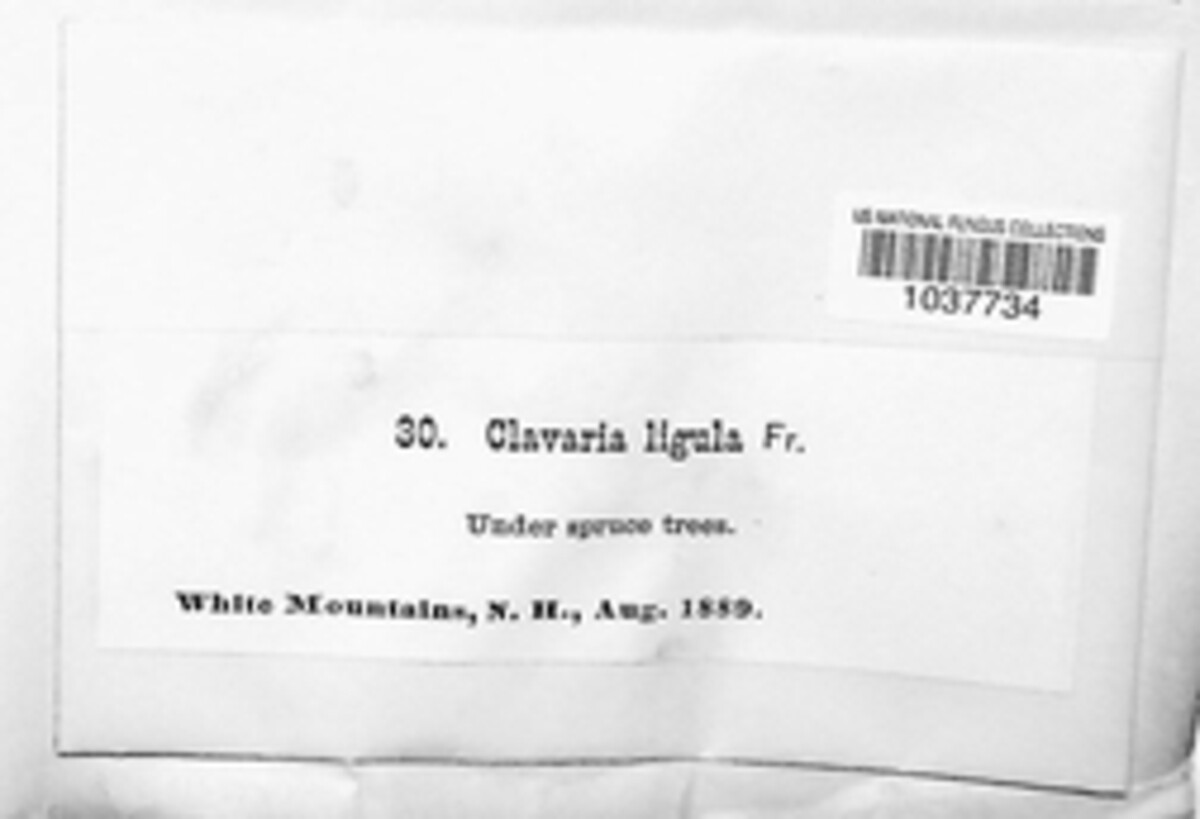 US NATIONAL FUNGUS COLLECTIONS
1037734
30. Clavaria ligula Fr.
Under spruce trees.
White Mountains, N. H., Aug. 1889.